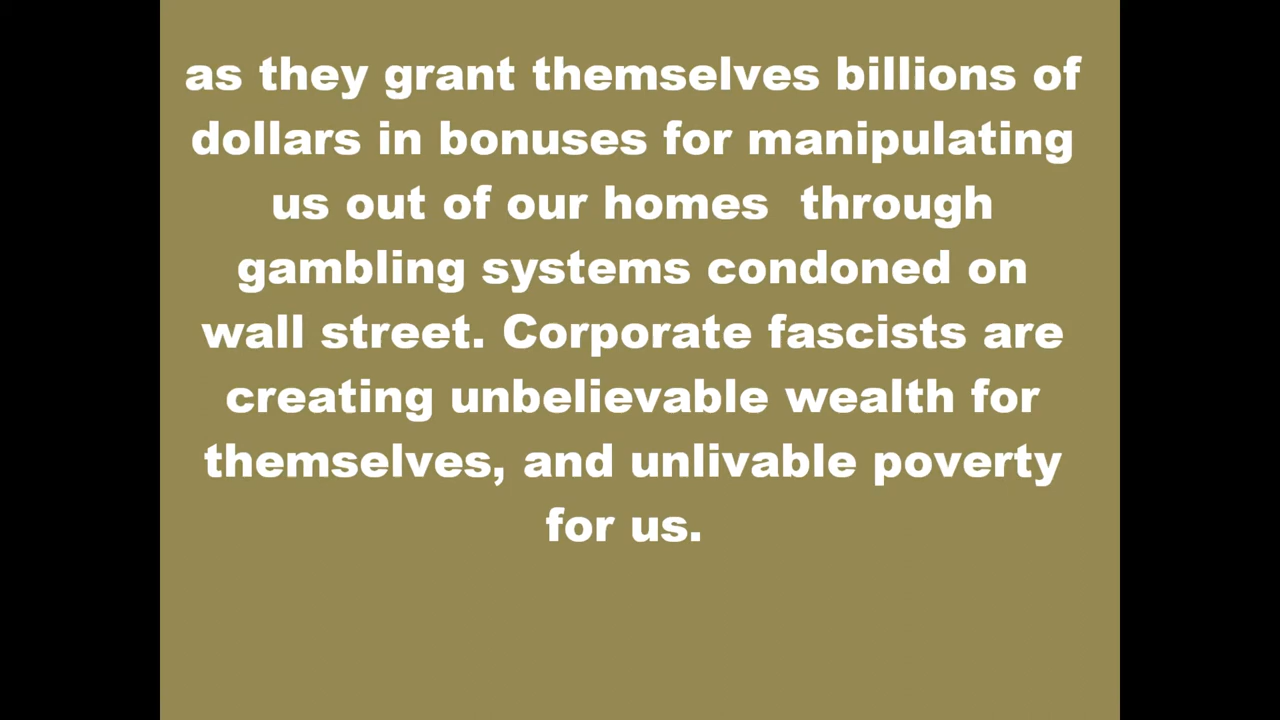 as they grant themselves billions of
dollars in bonuses for manipulating
us out of our homes  through
gambling systems condoned on
wall street. Corporate fascists are
creating unbelievable wealth for
themselves, and unlivable poverty
for us.